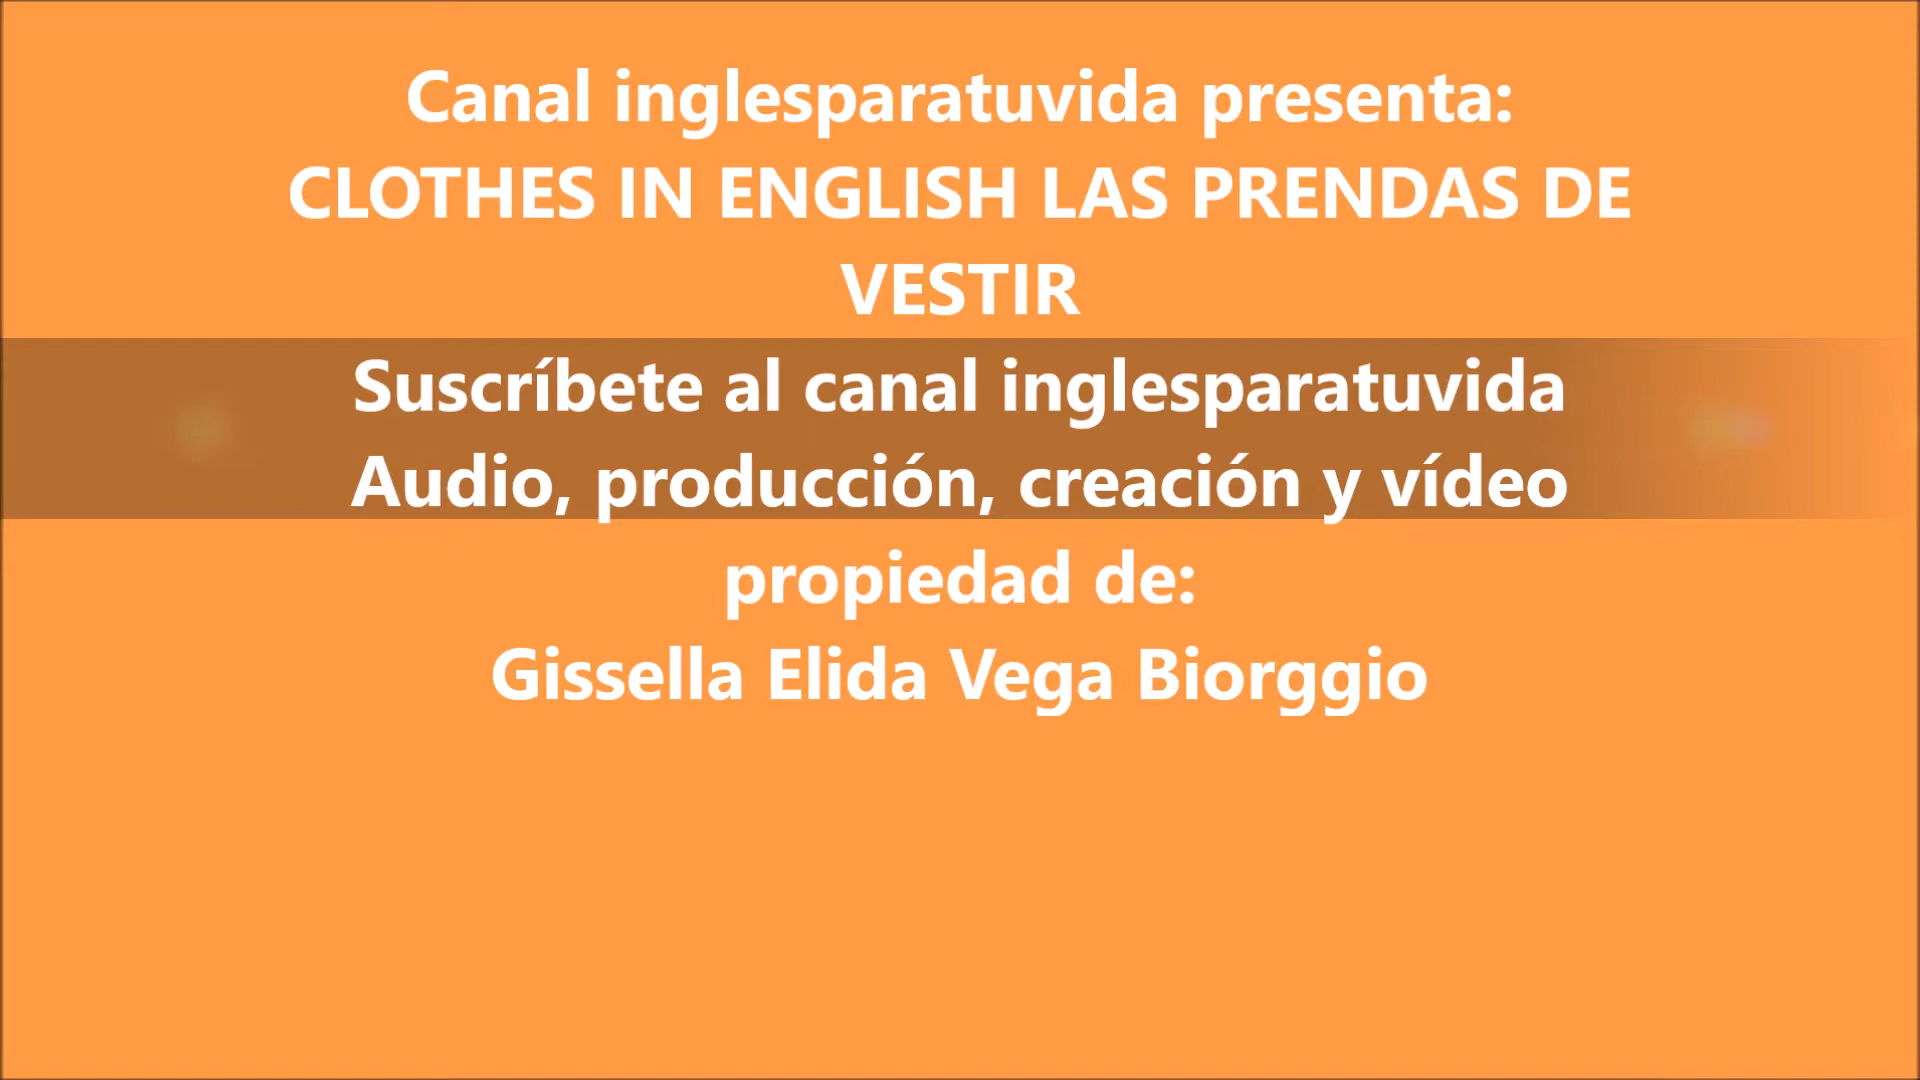 Canal inglesparatuvida presenta:
CLOTHES IN ENGLISH LAS PRENDAS DE
VESTIR
Suscríbete al canal inglesparatuvida
Audio, producción, creación y vídeo
propiedad de:
Gissella Elida Vega Biorggio